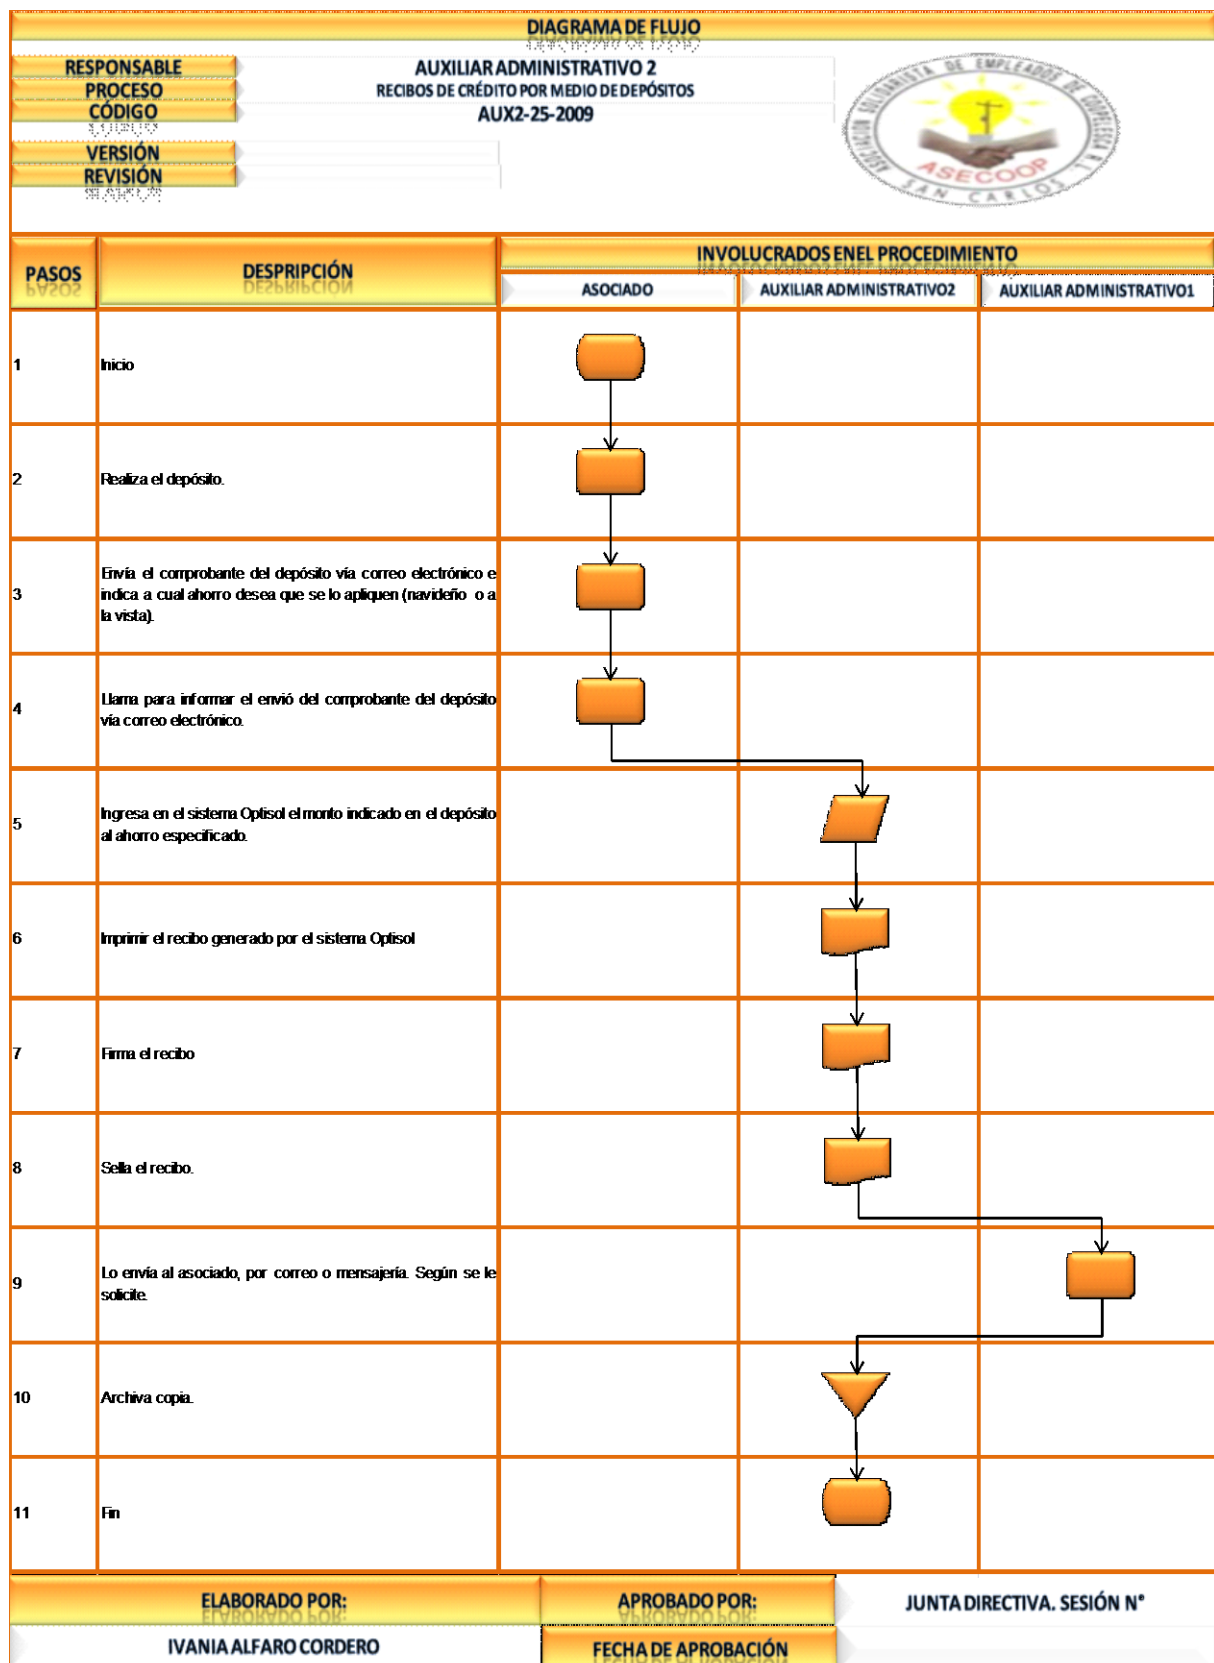 DIAGRAMA DE FLUJO
RESPONSABLE AUXILIAR ADMINISTRATIVO 2
PROCESO RECIBOS DE CRÉDITO POR MEDIO DE DEPÓSITOS
CÓDIGO AUX2-25-2009
VERSIÓN
REVISIÓN
ASOCIACIÓN SOLIDARISTA DE EMPLEADOS DE COOPELESCA R.L.
ASECOOP
SAN CARLOS
PASOS DESPRIPCIÓN INVOLUCRADOS ENEL PROCEDIMIENTO
ASOCIADO AUXILIAR ADMINISTRATIVO2 AUXILIAR ADMINISTRATIVO1
1 Inicio
2 Realiza el depósito.
3 Envía el comprobante del depósito vía correo electrónico e
indica a cual ahorro desea que se lo apliquen (navideño o a
la vista).
4 Llama para informar el envió del comprobante del depósito
vía correo electrónico.
5 Ingresa en el sistema Optisol el monto indicado en el depósito
al ahorro especificado.
6 Imprimir el recibo generado por el sistema Optisol
7 Firma el recibo
8 Sella el recibo.
9 Lo envía al asociado, por correo o mensajería. Según se le
solicite.
10 Archiva copia.
11 Fin
ELABORADO POR: APROBADO POR: JUNTA DIRECTIVA. SESIÓN N°
IVANIA ALFARO CORDERO FECHA DE APROBACIÓN